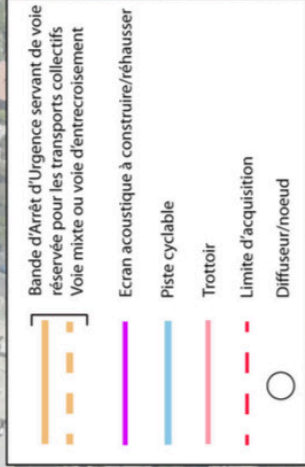 Bande d'Arrêt d'Urgence servant de voie
réservée pour les transports collectifs
Voie mixte ou voie d'entrecroisement
Ecran acoustique à construire/réhausser
Piste cyclable
Trottoir
Limite d'acquisition
Diffuseur/noeud